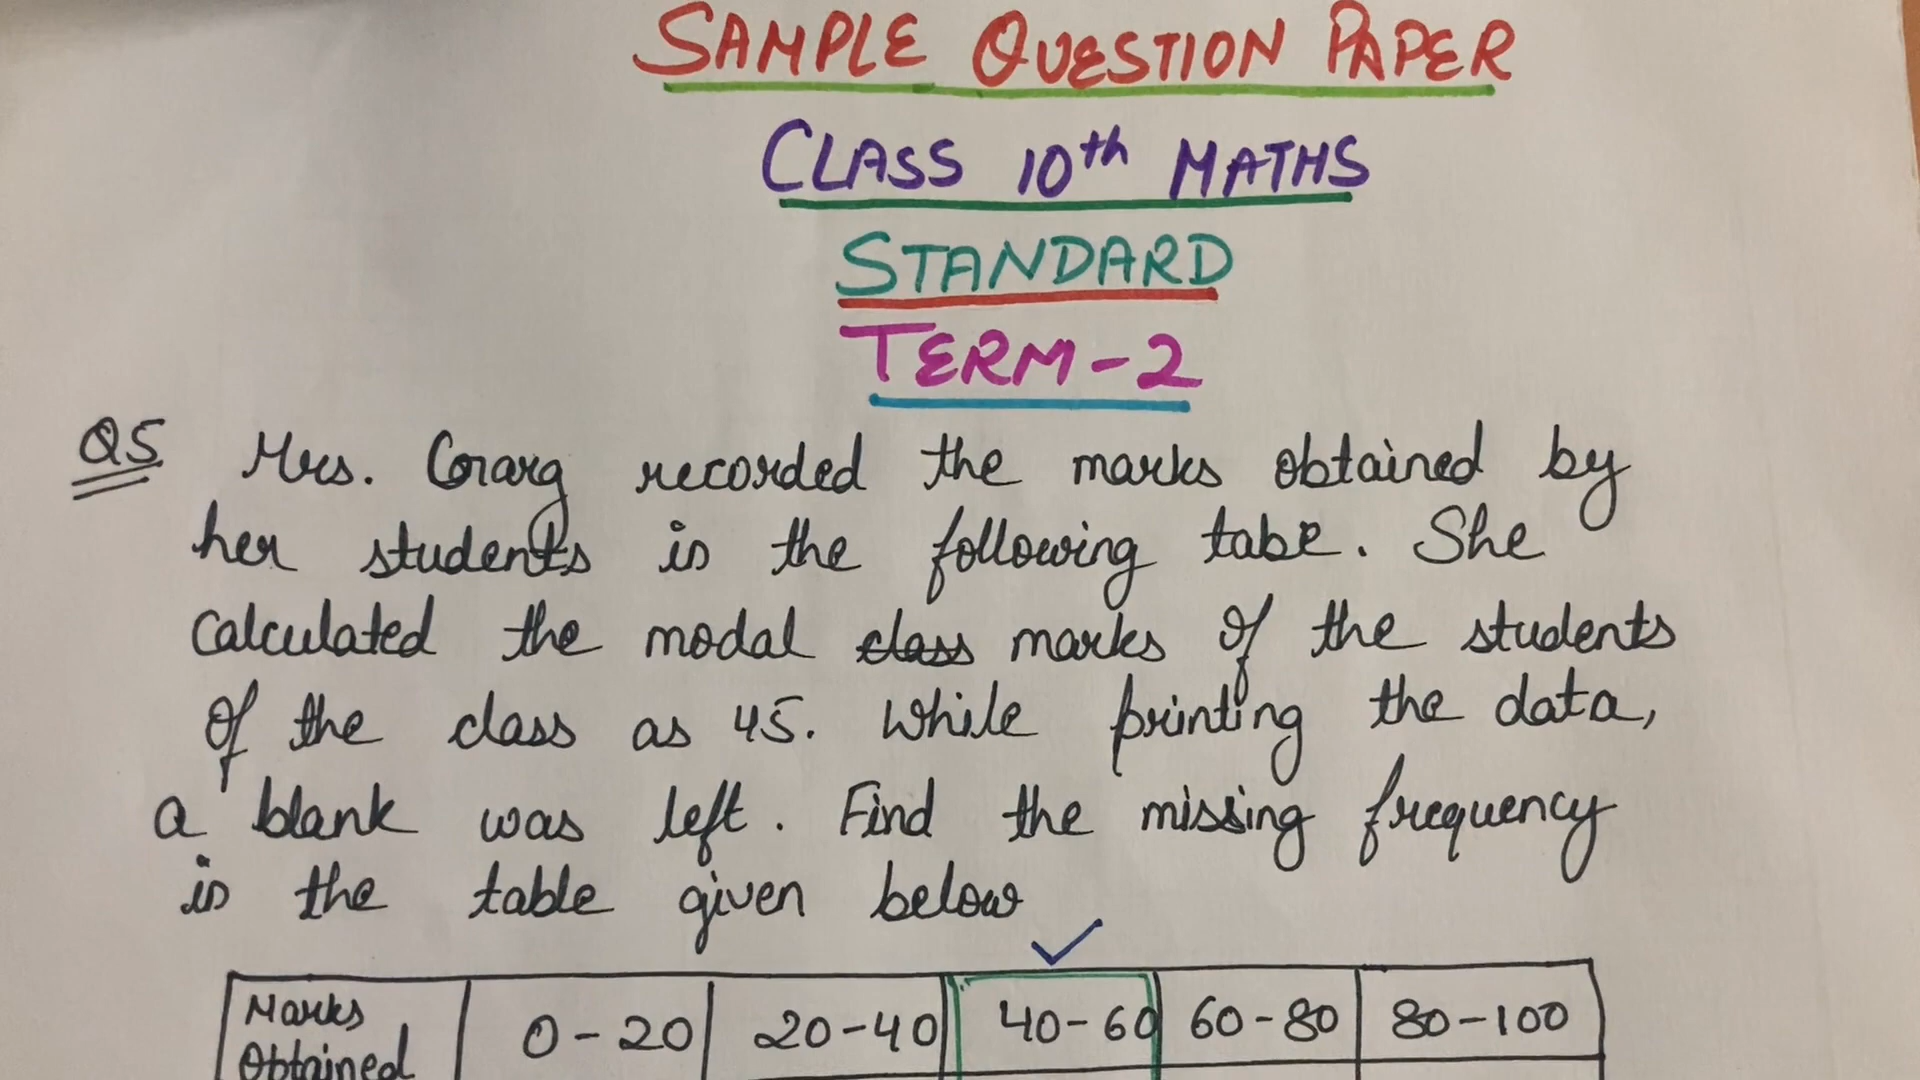 SAMPLE QUESTION PAPER
CLASS 10th MATHS
STANDARD
TERM-2
Q5 Mrs. Garg recorded the marks obtained by
her students in the following table. She
calculated the modal class marks of the students
of the class as 45. While printing the data,
a blank was left. Find the missing frequency
in the table given below
Marks Obtained 0-20 20-40 40-60 60-80 80-100